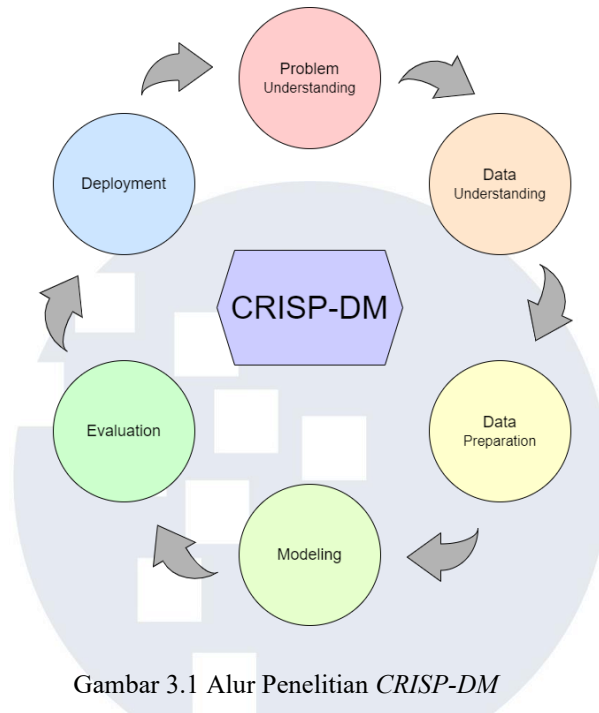 Problem
Understanding
Data
Understanding
Data
Preparation
Modeling
Evaluation
Deployment
CRISP-DM
Gambar 3.1 Alur Penelitian CRISP-DM